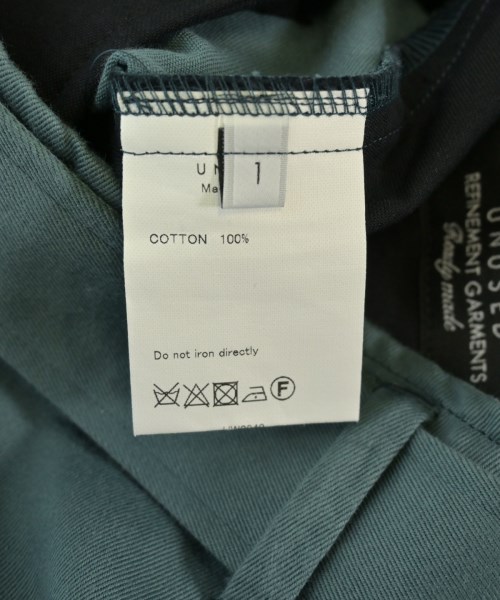 1
COTTON 100%
Do not iron directly
F
UNUSED
REFINEMENT GARMENTS
Ready made